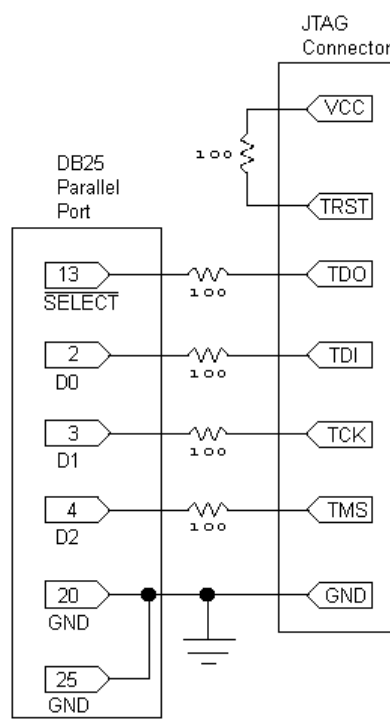 JTAG
Connector
VCC
100
TRST
DB25
Parallel
Port
13
SELECT
100
TDO
2
D0
100
TDI
3
D1
100
TCK
4
D2
100
TMS
20
GND
GND
25
GND